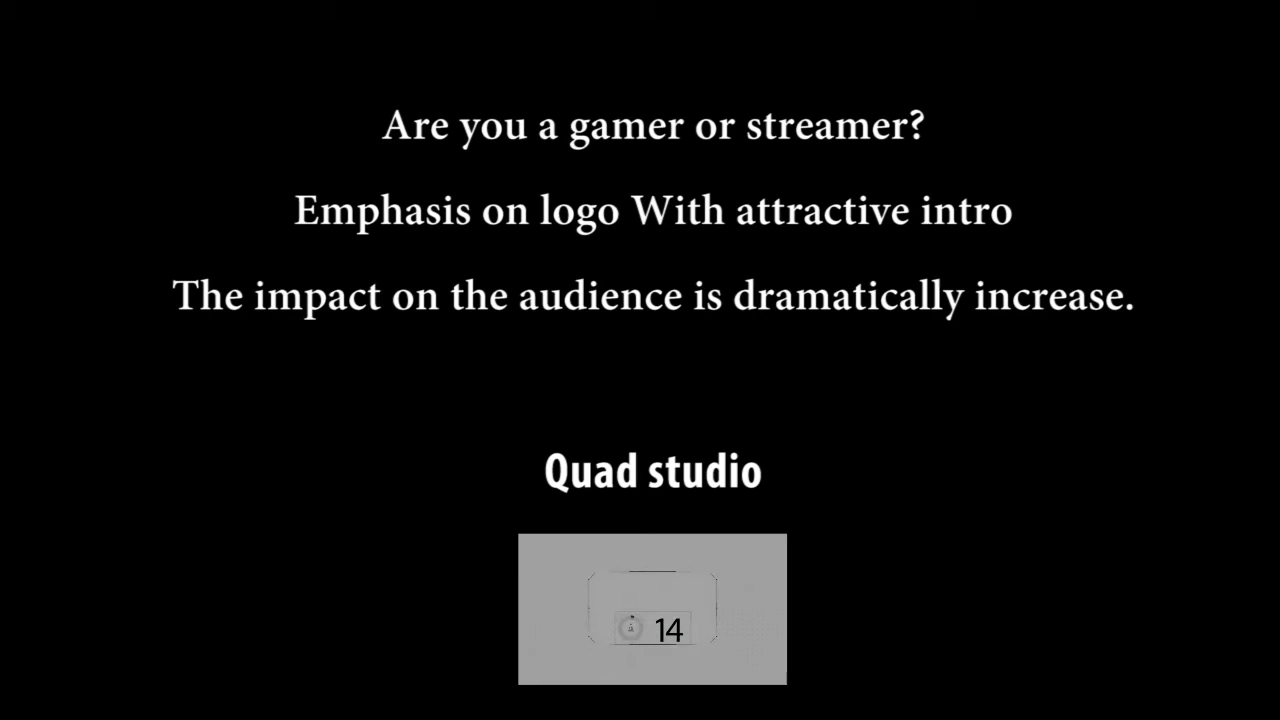 Are you a gamer or streamer?
Emphasis on logo With attractive intro
The impact on the audience is dramatically increase.
Quad studio
14